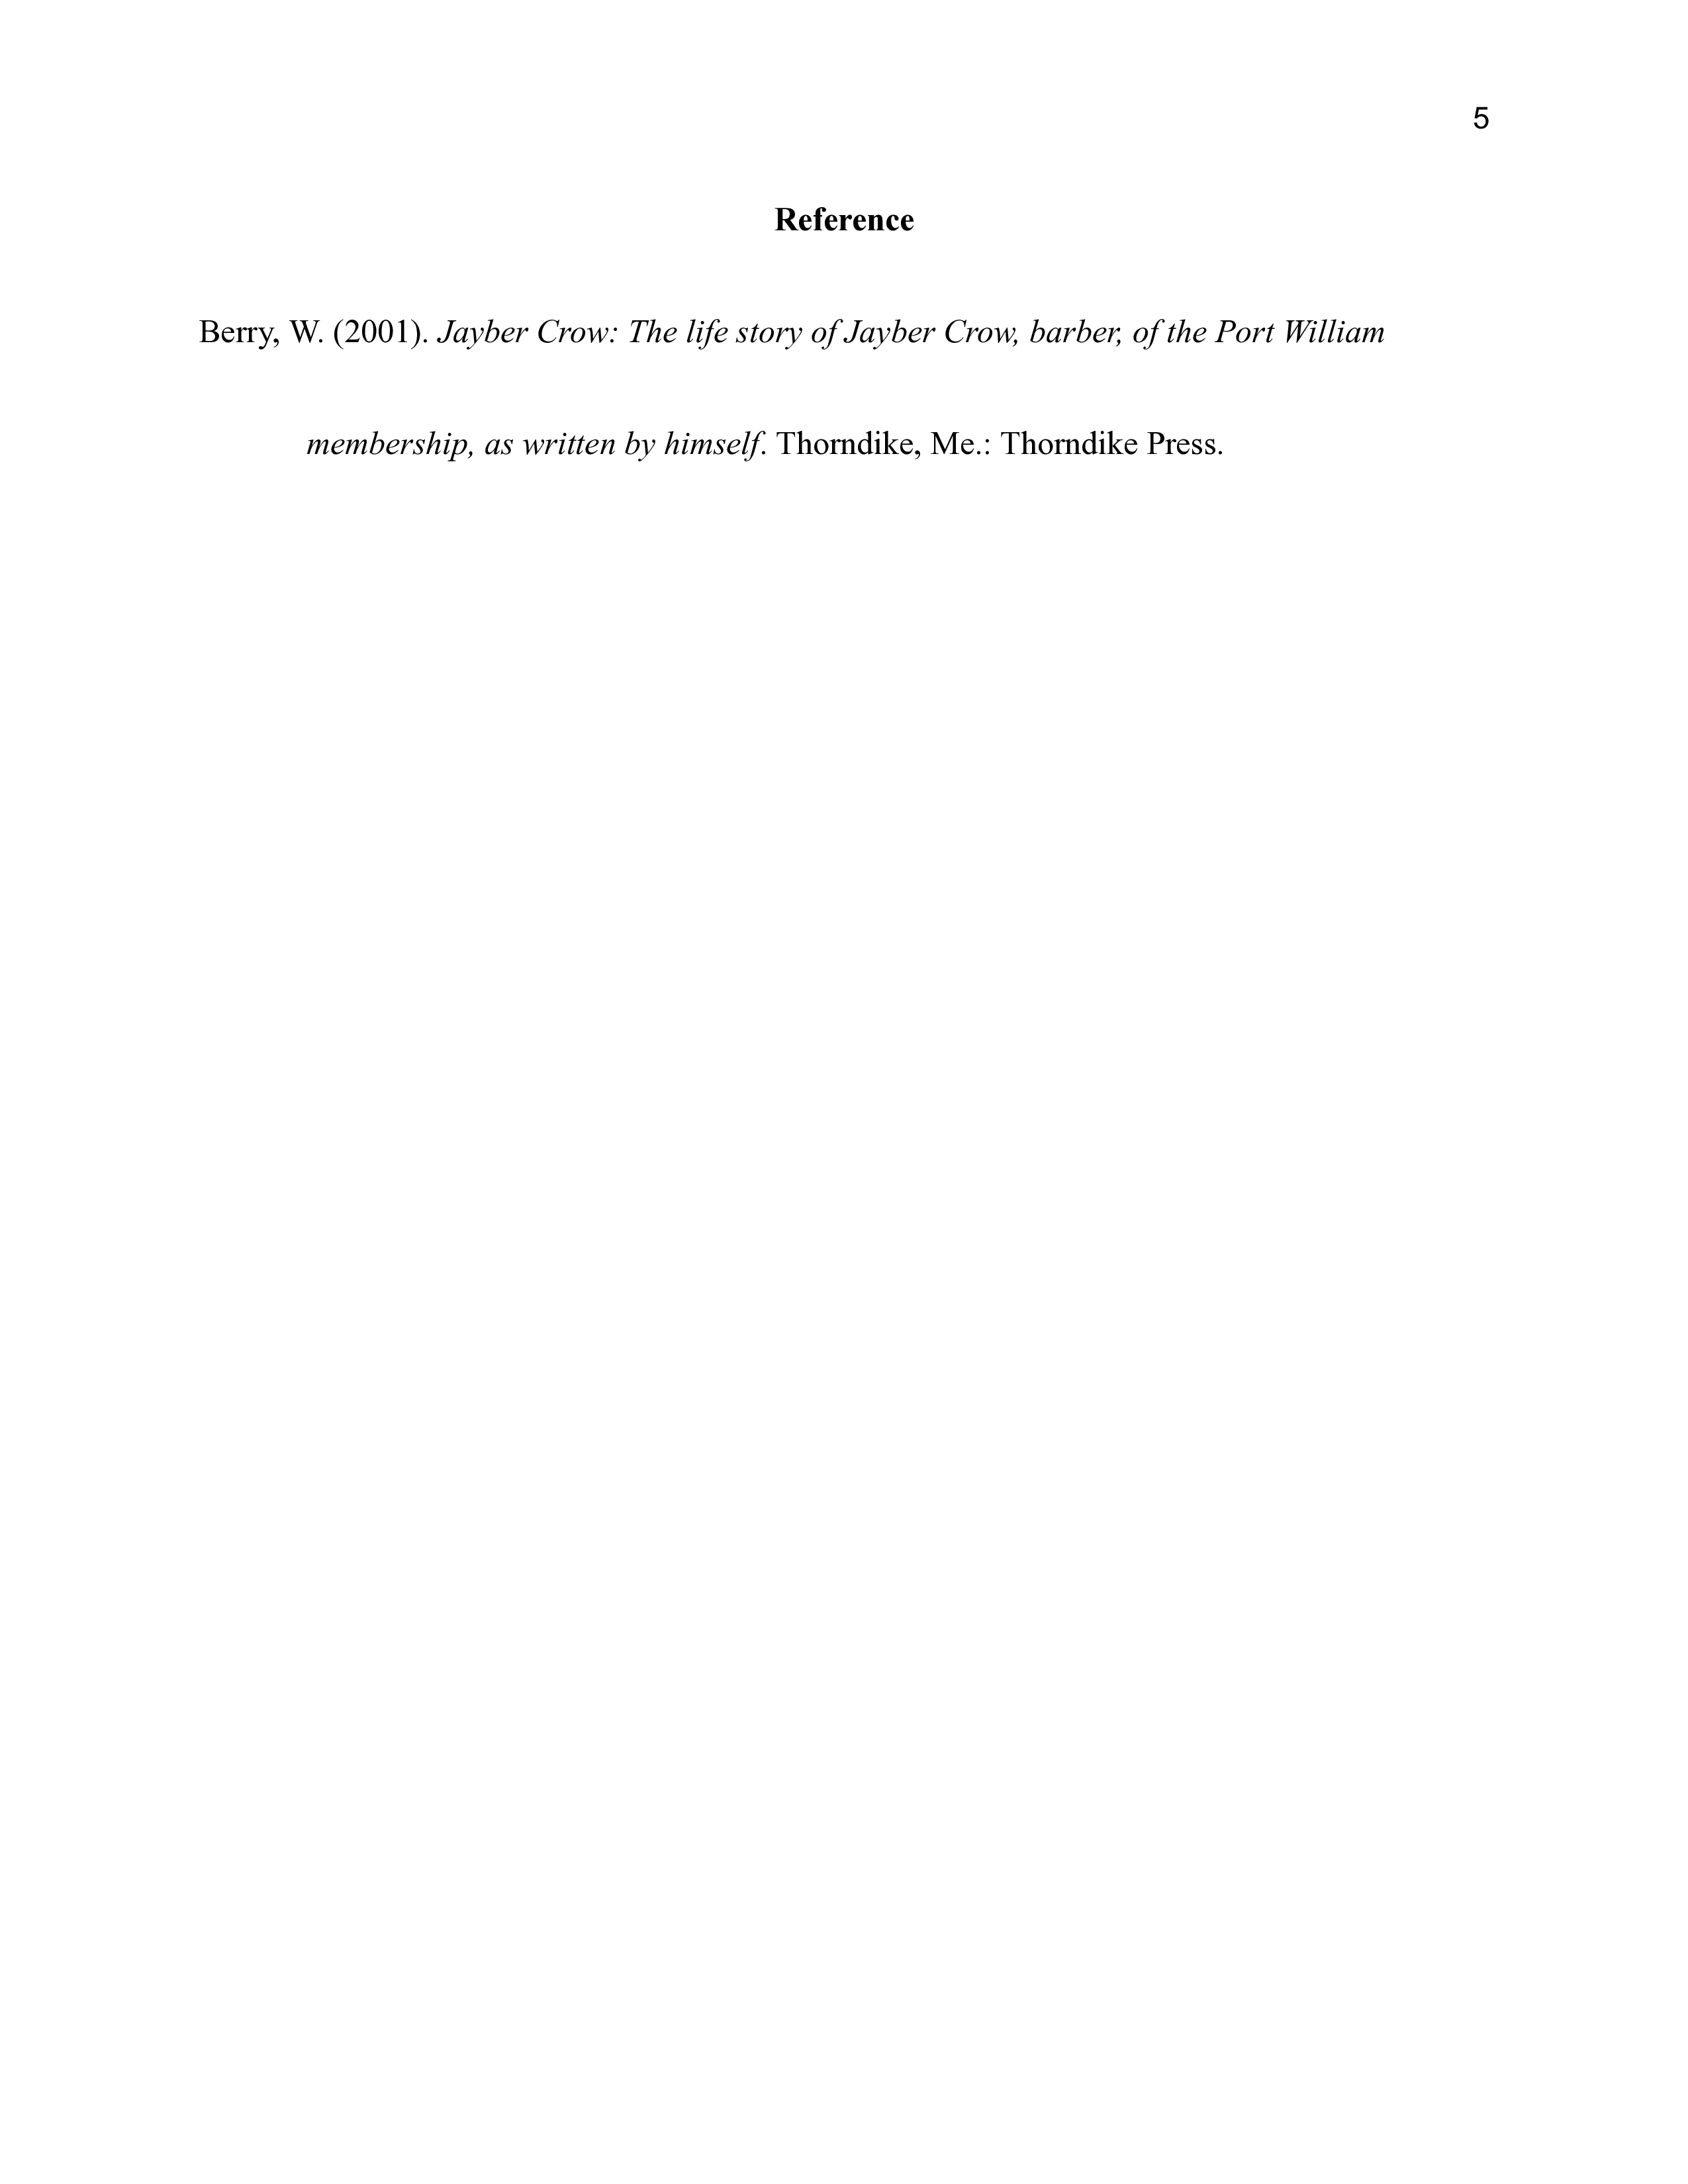 5
Reference
Berry, W. (2001). Jayber Crow: The life story of Jayber Crow, barber, of the Port William
membership, as written by himself. Thorndike, Me.: Thorndike Press.